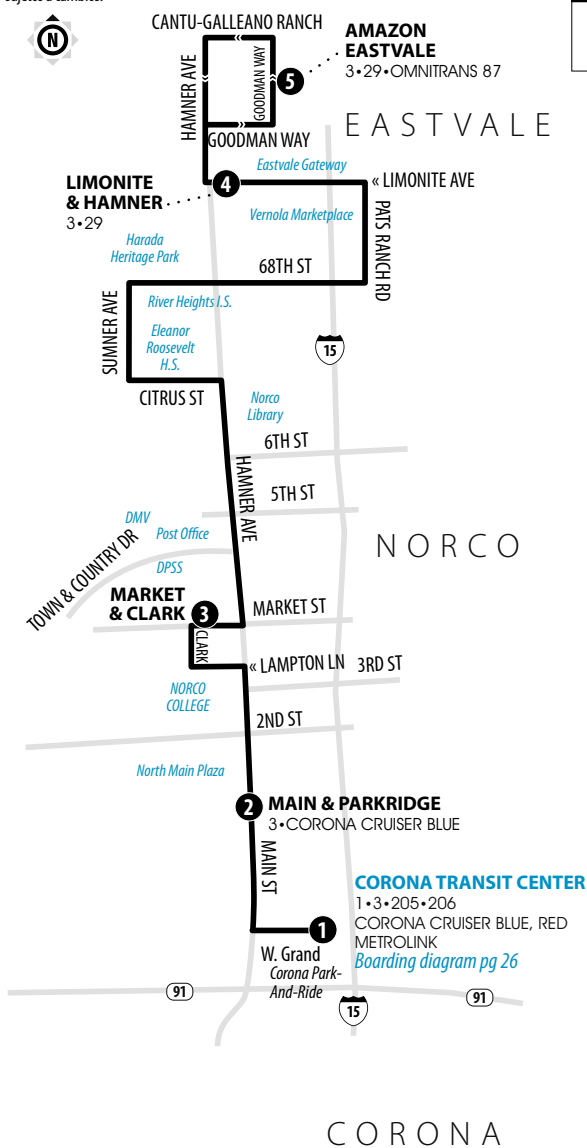 N
CANTU-GALLEANO RANCH
HAMNER AVE
GOODMAN WAY
5
AMAZON
EASTVALE
3•29•OMNITRANS 87
EASTVALE
GOODMAN WAY
Eastvale Gateway
LIMONITE
& HAMNER
3•29
4
« LIMONITE AVE
Vernola Marketplace
PATS RANCH RD
Harada
Heritage Park
68TH ST
SUMNER AVE
River Heights I.S.
Eleanor
Roosevelt
H.S.
15
CITRUS ST
Norco
Library
6TH ST
HAMNER AVE
5TH ST
DMV
Post Office
NORCO
TOWN & COUNTRY DR
DPSS
MARKET
& CLARK
3
MARKET ST
CLARK
« LAMPTON LN
3RD ST
NORCO
COLLEGE
2ND ST
North Main Plaza
2
MAIN & PARKRIDGE
3•CORONA CRUISER BLUE
MAIN ST
CORONA TRANSIT CENTER
1•3•205•206
CORONA CRUISER BLUE, RED
METROLINK
Boarding diagram pg 26
1
W. Grand
Corona Park-
And-Ride
91
15
91
CORONA